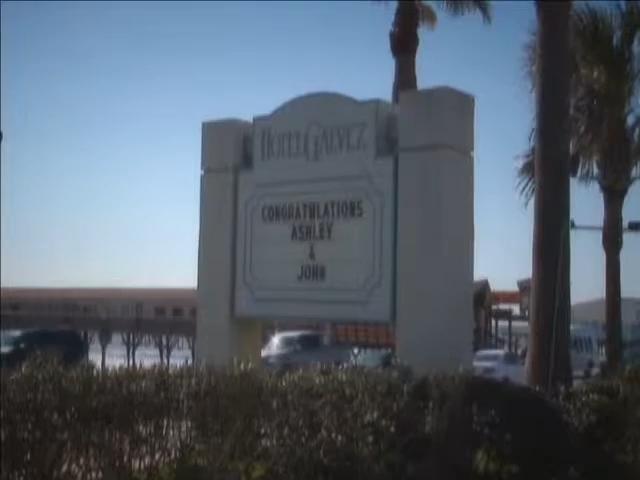 HOTEL GALVEZ
CONGRATULATIONS
ASHLEY
&
JOHN